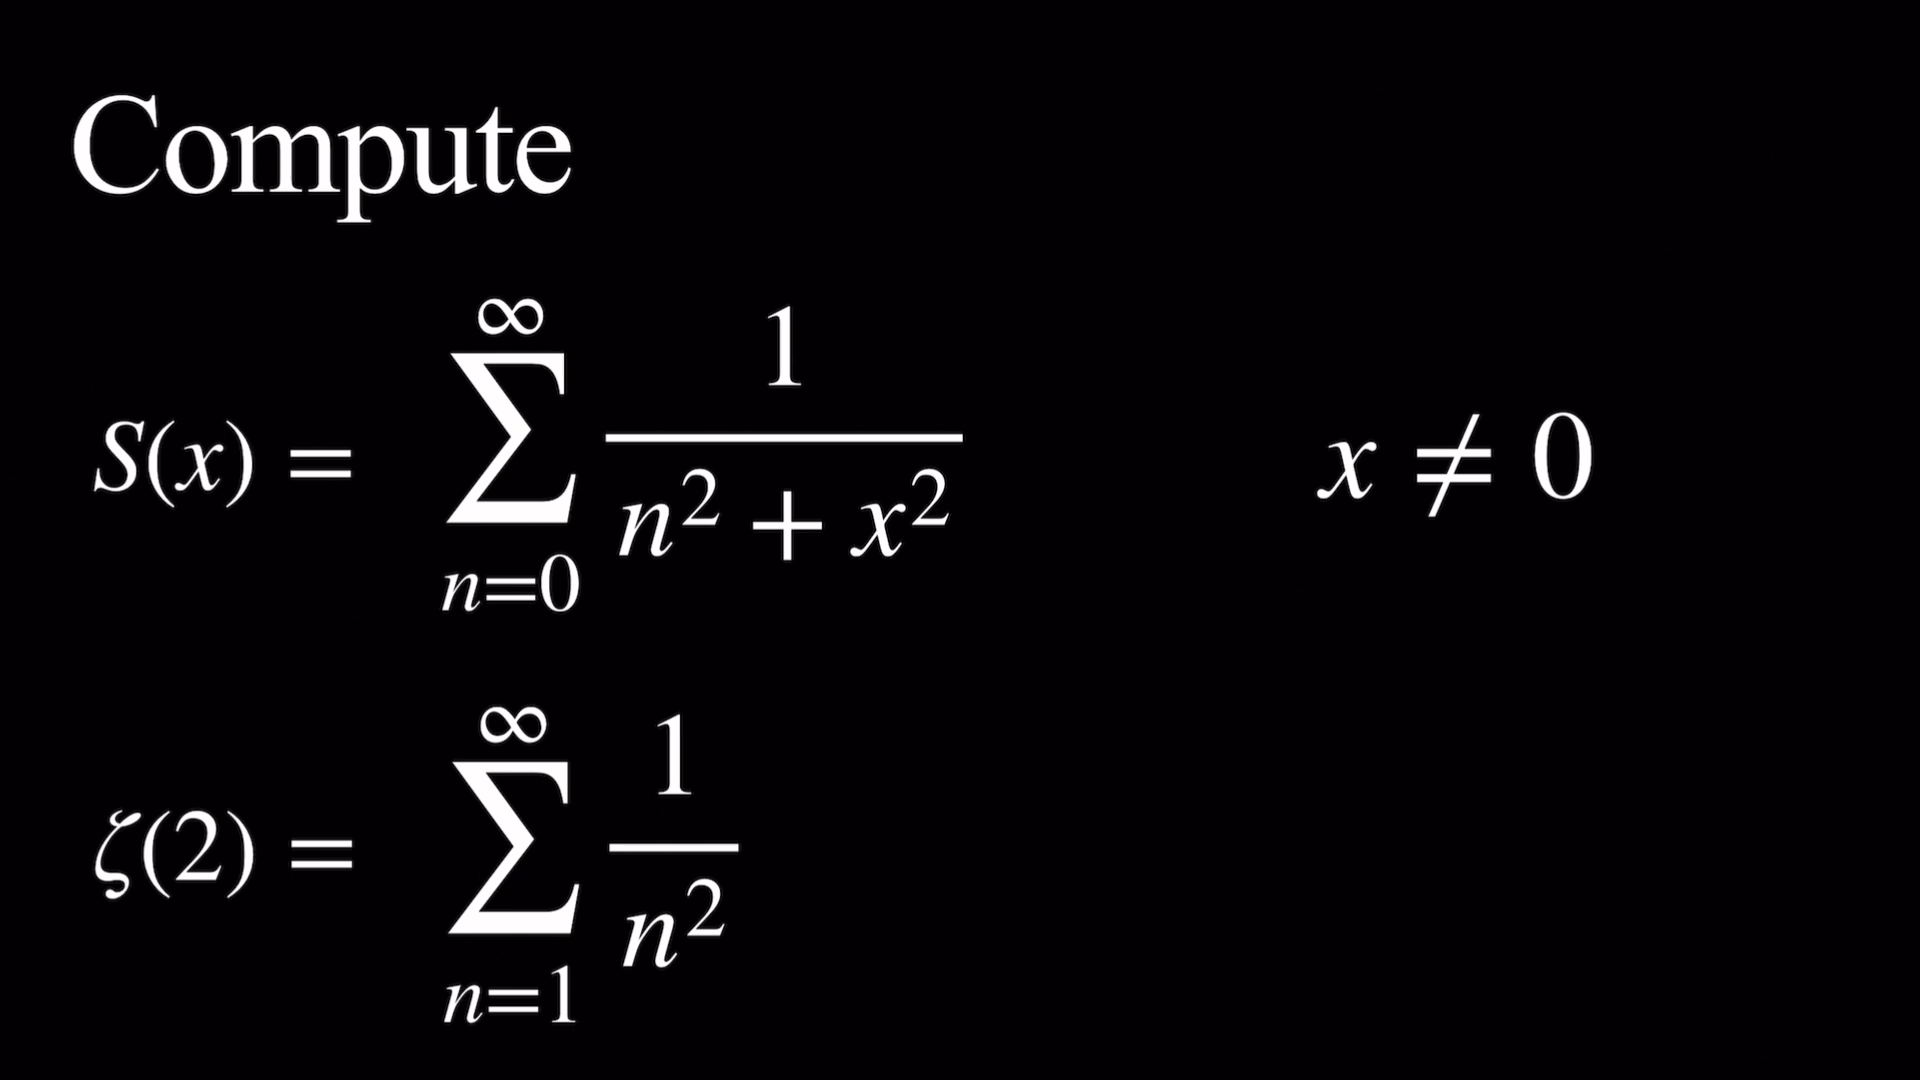 Compute
S(x) = ∑_{n=0}^{∞} 1/(n² + x²)    x ≠ 0
ζ(2) = ∑_{n=1}^{∞} 1/n²